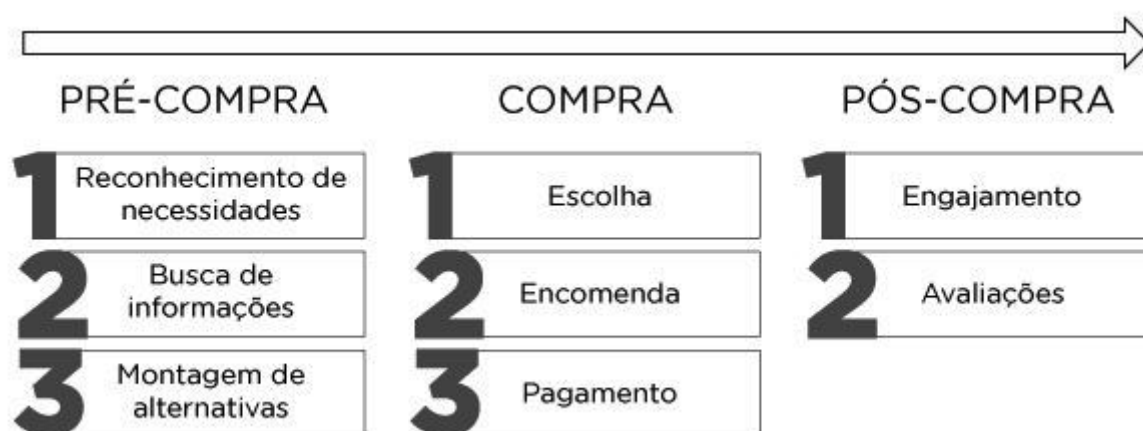 PRÉ-COMPRA
1 Reconhecimento de
necessidades
2 Busca de
informações
3 Montagem de
alternativas
COMPRA
1 Escolha
2 Encomenda
3 Pagamento
PÓS-COMPRA
1 Engajamento
2 Avaliações